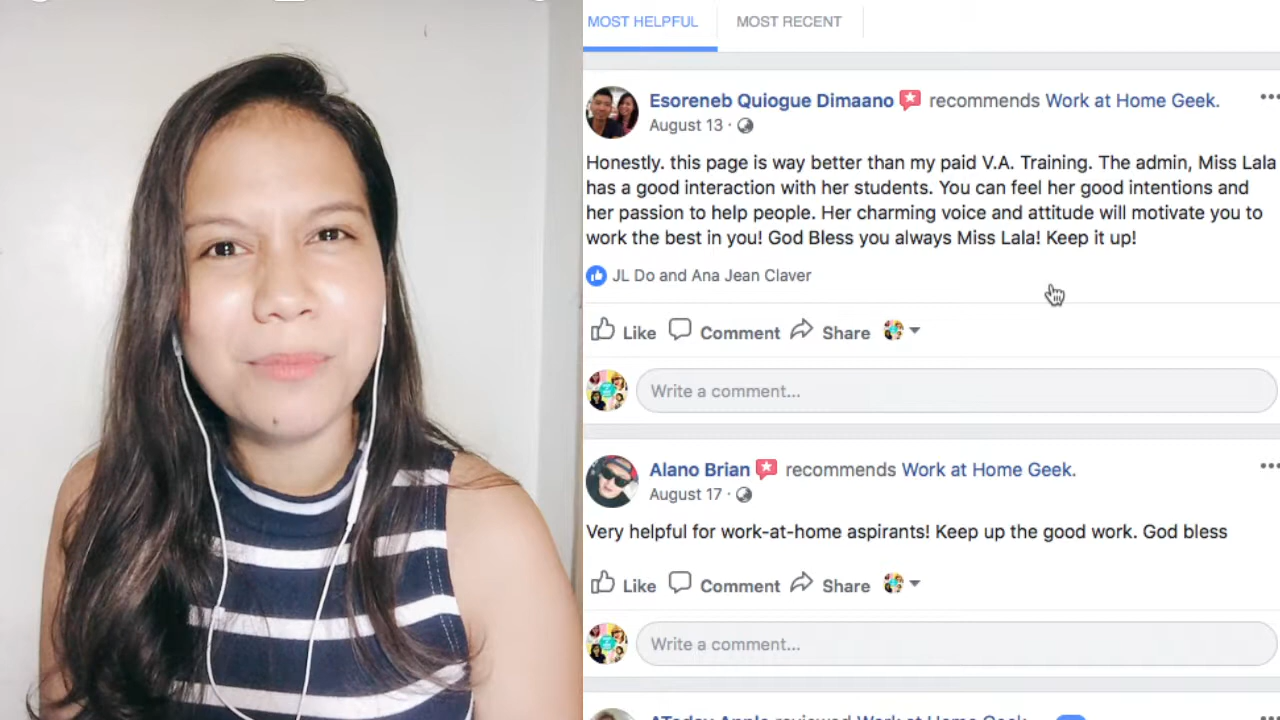 MOST HELPFUL
MOST RECENT
Esoreneb Quiogue Dimaano recommends Work at Home Geek.
August 13 ·
Honestly. this page is way better than my paid V.A. Training. The admin, Miss Lala
has a good interaction with her students. You can feel her good intentions and
her passion to help people. Her charming voice and attitude will motivate you to
work the best in you! God Bless you always Miss Lala! Keep it up!
JL Do and Ana Jean Claver
Like Comment Share
Write a comment...
Alano Brian recommends Work at Home Geek.
August 17 ·
Very helpful for work-at-home aspirants! Keep up the good work. God bless
Like Comment Share
Write a comment...
reviewed Work at Home Geek